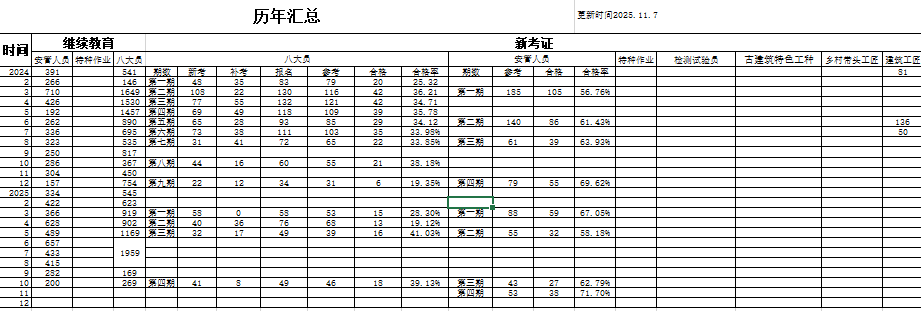 历年汇总 更新时间2025.11.7
时间 继续教育 新考证
安管人员 特种作业 八大员 八大员 安管人员 特种作业 检测试验员 古建筑特色工种 乡村带头工匠 建筑工匠
2024 391 541 期数 新考 补考 报名 参考 合格 合格率 期数 参考 合格 合格率 81
2 266 146 第一期 48 35 83 79 20 25.32
3 710 1649 第二期 108 22 130 116 42 36.21 第一期 185 105 56.76%
4 426 1530 第三期 77 55 132 121 42 34.71
5 192 1457 第四期 69 49 118 109 39 35.78
6 262 890 第五期 65 28 93 85 29 34.12 第二期 140 86 61.43% 136
7 336 695 第六期 73 38 111 103 35 33.98% 50
8 323 535 第七期 31 41 72 65 22 33.85% 第三期 61 39 63.93%
9 250 817
10 286 367 第八期 44 16 60 55 21 38.18%
11 304 450
12 157 754 第九期 22 12 34 31 6 19.35% 第四期 79 55 69.62%
2025 334 545
2 422 623
3 366 919 第一期 58 0 58 53 15 28.30% 第一期 88 59 67.05%
4 628 902 第二期 40 36 76 68 13 19.12%
5 489 1169 第三期 32 17 49 39 16 41.03% 第二期 55 32 58.18%
6 657
7 433 1959
8 415
9 282 169
10 200 269 第四期 41 8 49 46 18 39.13% 第三期 43 27 62.79%
11 第四期 53 38 71.70%
12